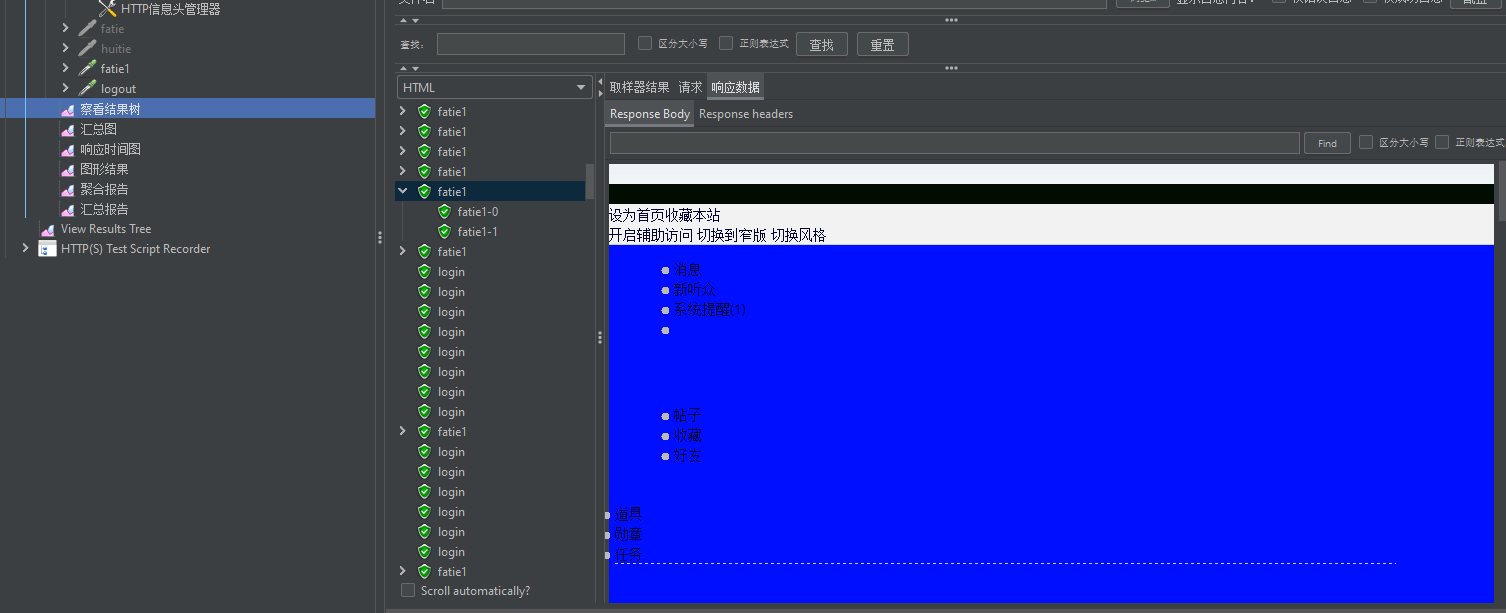 HTTP信息头管理器
fatie
huitie
fatie1
logout
察看结果树
汇总图
响应时间图
图形结果
聚合报告
汇总报告
View Results Tree
HTTP(S) Test Script Recorder
查找:
区分大小写
正则表达式
查找
重置
HTML
fatie1
fatie1
fatie1
fatie1
fatie1
fatie1-0
fatie1-1
fatie1
login
login
login
login
login
login
login
login
fatie1
login
login
login
login
login
login
fatie1
Scroll automatically?
取样器结果 请求 响应数据
Response Body Response headers
Find
区分大小写
正则表达式
设为首页收藏本站
开启辅助访问 切换到窄版 切换风格
消息
新听众
系统提醒(1)
帖子
收藏
好友
道具
勋章
任务